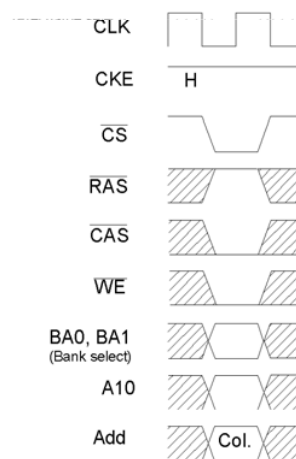 CLK
CKE H
CS
RAS
CAS
WE
BA0, BA1
(Bank select)
A10
Add Col.